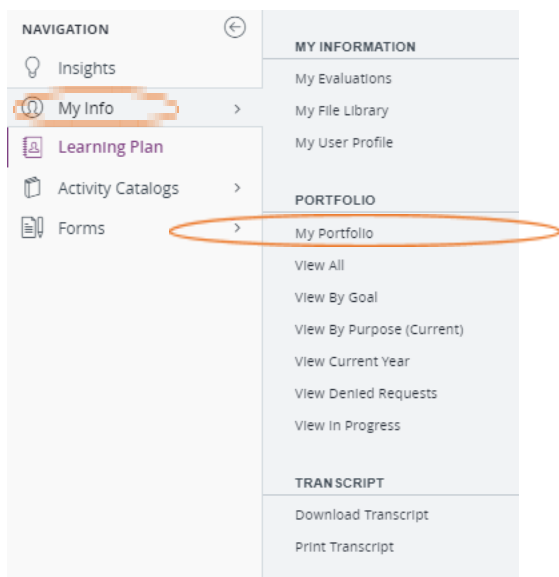 NAVIGATION
Insights
My Info
Learning Plan
Activity Catalogs
Forms
MY INFORMATION
My Evaluations
My File Library
My User Profile
PORTFOLIO
My Portfolio
View All
View By Goal
View By Purpose (Current)
View Current Year
View Denied Requests
View In Progress
TRANSCRIPT
Download Transcript
Print Transcript